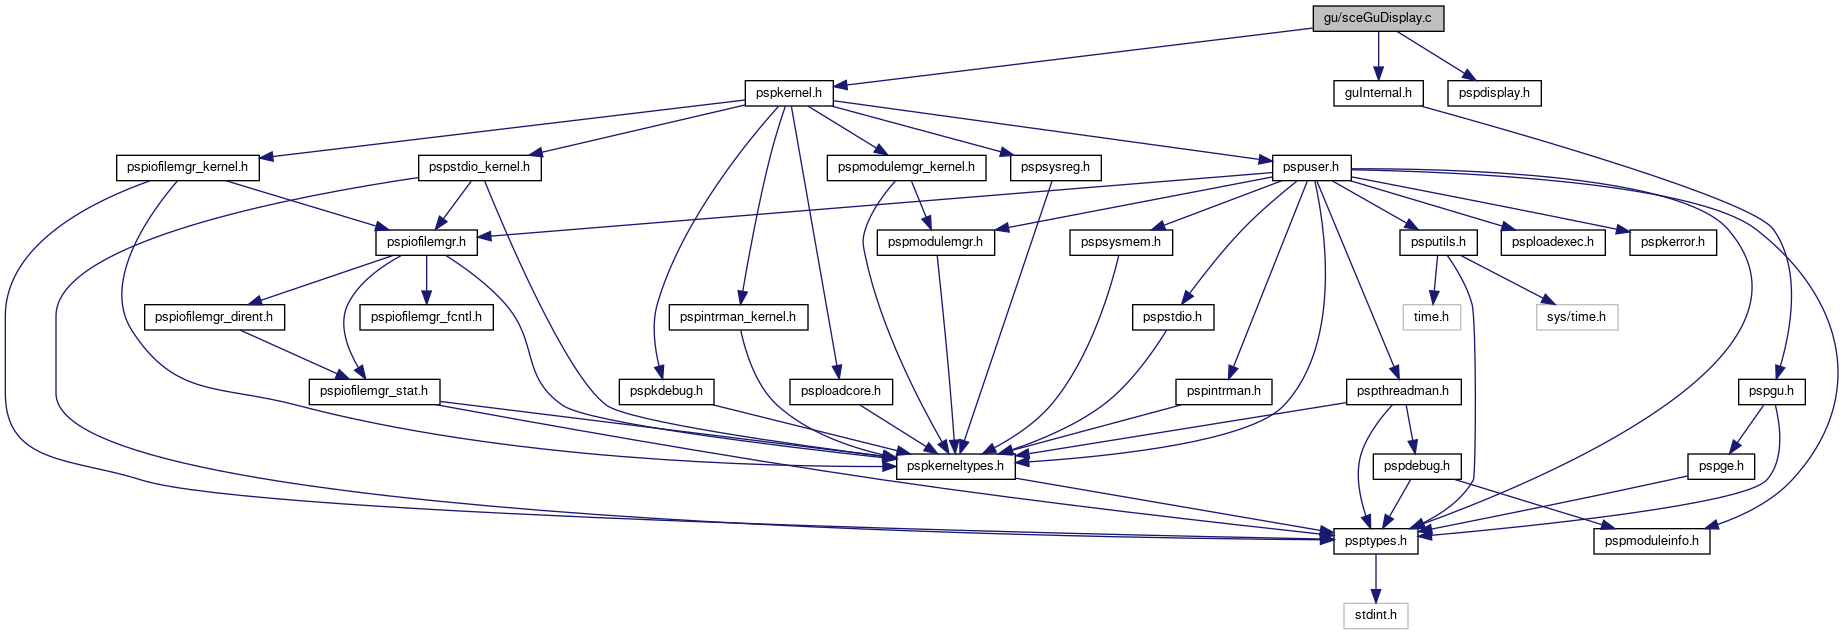 gu/sceGuDisplay.c
pspkernel.h
guInternal.h
pspdisplay.h
pspiofilemgr_kernel.h
pspstdio_kernel.h
pspmodulemgr_kernel.h
pspsysreg.h
pspuser.h
pspiofilemgr.h
pspmodulemgr.h
pspsysmem.h
psputils.h
psploadexec.h
pspkerror.h
pspiofilemgr_dirent.h
pspiofilemgr_fcntl.h
pspintrman_kernel.h
pspstdio.h
time.h
sys/time.h
pspiofilemgr_stat.h
pspkdebug.h
psploadcore.h
pspintrman.h
pspthreadman.h
pspgu.h
pspkerneltypes.h
pspdebug.h
pspge.h
psptypes.h
pspmoduleinfo.h
stdint.h